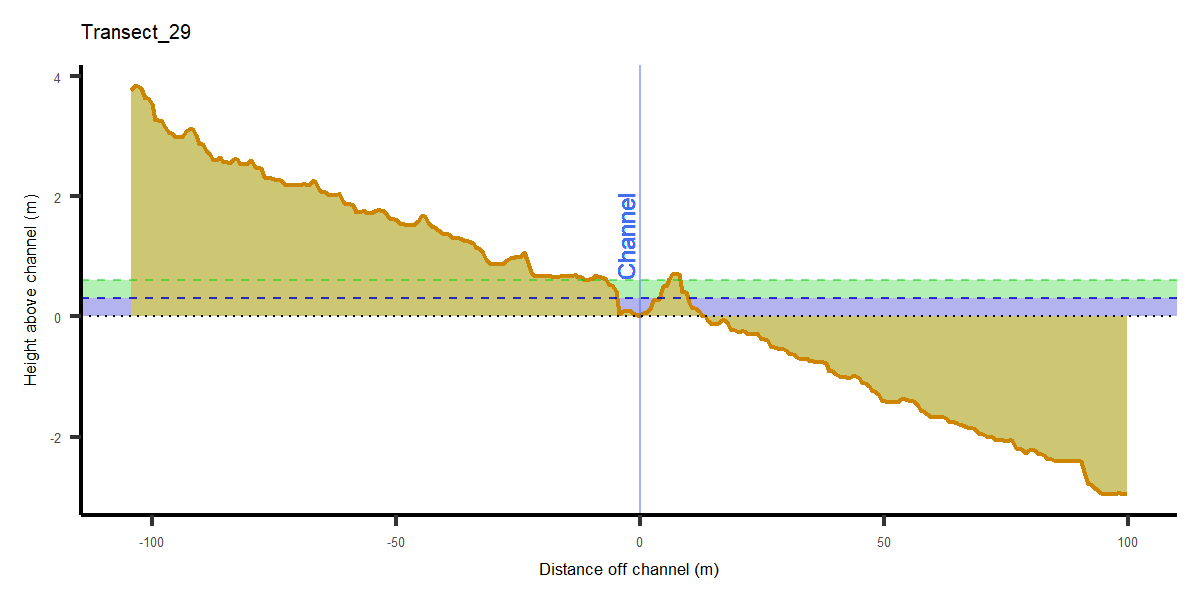 Transect_29
Height above channel (m)
4
2
0
-2
Channel
-100
-50
0
50
100
Distance off channel (m)